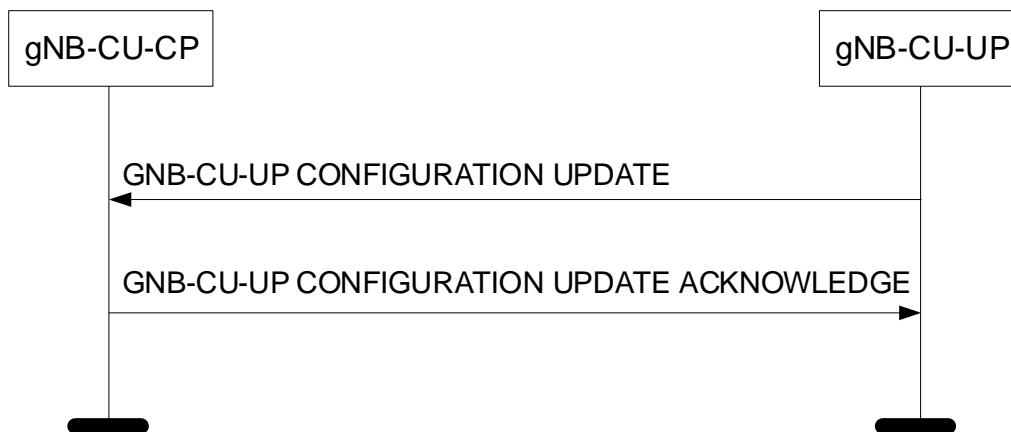 gNB-CU-CP
gNB-CU-UP
GNB-CU-UP CONFIGURATION UPDATE
GNB-CU-UP CONFIGURATION UPDATE ACKNOWLEDGE